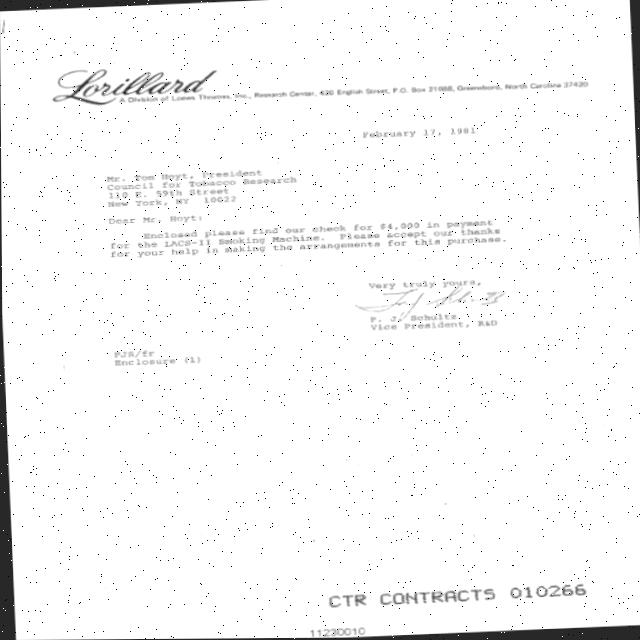 Lorillard
A Division of Loews Theatres, Inc., Research Center, 420 English Street, P.O. Box 21688, Greensboro, North Carolina 27420
February 17, 1981
Mr. Tom Hoyt, President
Council for Tobacco Research
110 E. 59th Street
New York, NY 10022
Dear Mr. Hoyt:
Enclosed please find our check for $4,000 in payment
for the LACS-II Smoking Machine. Please accept our thanks
for your help in making the arrangements for this purchase.
Very truly yours,
F. J. Schultz
Vice President, R&D
FJS/fr
Enclosure (1)
CTR CONTRACTS 010266
11230010